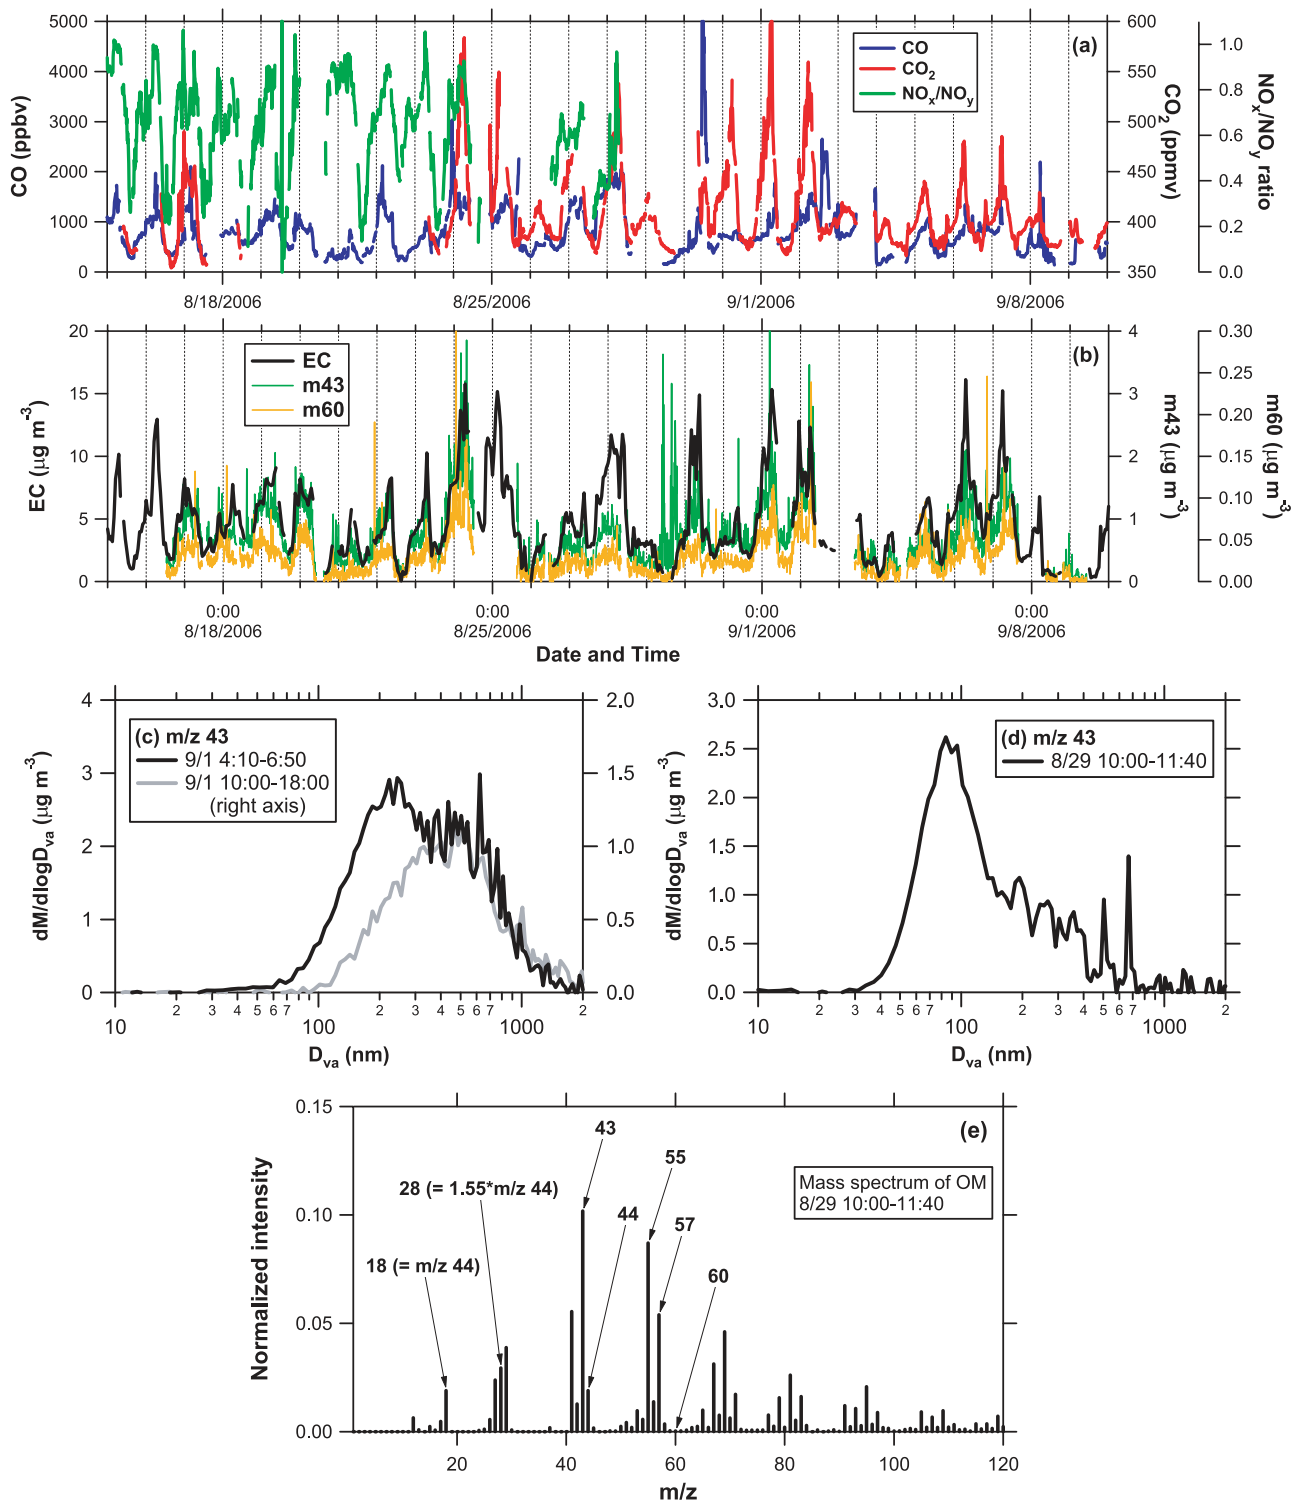 5000
4000
3000
2000
1000
0
CO (ppbv)
(a)
CO
CO2
NOx/NOy
600
550
500
450
400
350
CO2 (ppmv)
1.0
0.8
0.6
0.4
0.2
0.0
NOx/NOy ratio
8/18/2006 8/25/2006 9/1/2006 9/8/2006
20
15
10
5
0
EC (µg m-3)
EC
m43
m60
(b)
4
3
2
1
0
m43 (µg m-3)
0.30
0.25
0.20
0.15
0.10
0.05
0.00
m60 (µg m-3)
0:00 0:00 0:00 0:00
8/18/2006 8/25/2006 9/1/2006 9/8/2006
Date and Time
4
3
2
1
0
dM/dlogDva (µg m-3)
(c) m/z 43
9/1 4:10-6:50
9/1 10:00-18:00
(right axis)
2.0
1.5
1.0
0.5
0.0
2 3 4 5 6 7 2 3 4 5 6 7 2
10 100 1000
Dva (nm)
3.0
2.5
2.0
1.5
1.0
0.5
0.0
dM/dlogDva (µg m-3)
(d) m/z 43
8/29 10:00-11:40
2 3 4 5 6 7 2 3 4 5 6 7 2
10 100 1000
Dva (nm)
0.15
0.10
0.05
0.00
Normalized intensity
(e)
43
55
28 (= 1.55*m/z 44)
44
57
18 (= m/z 44)
60
Mass spectrum of OM
8/29 10:00-11:40
20 40 60 80 100 120
m/z